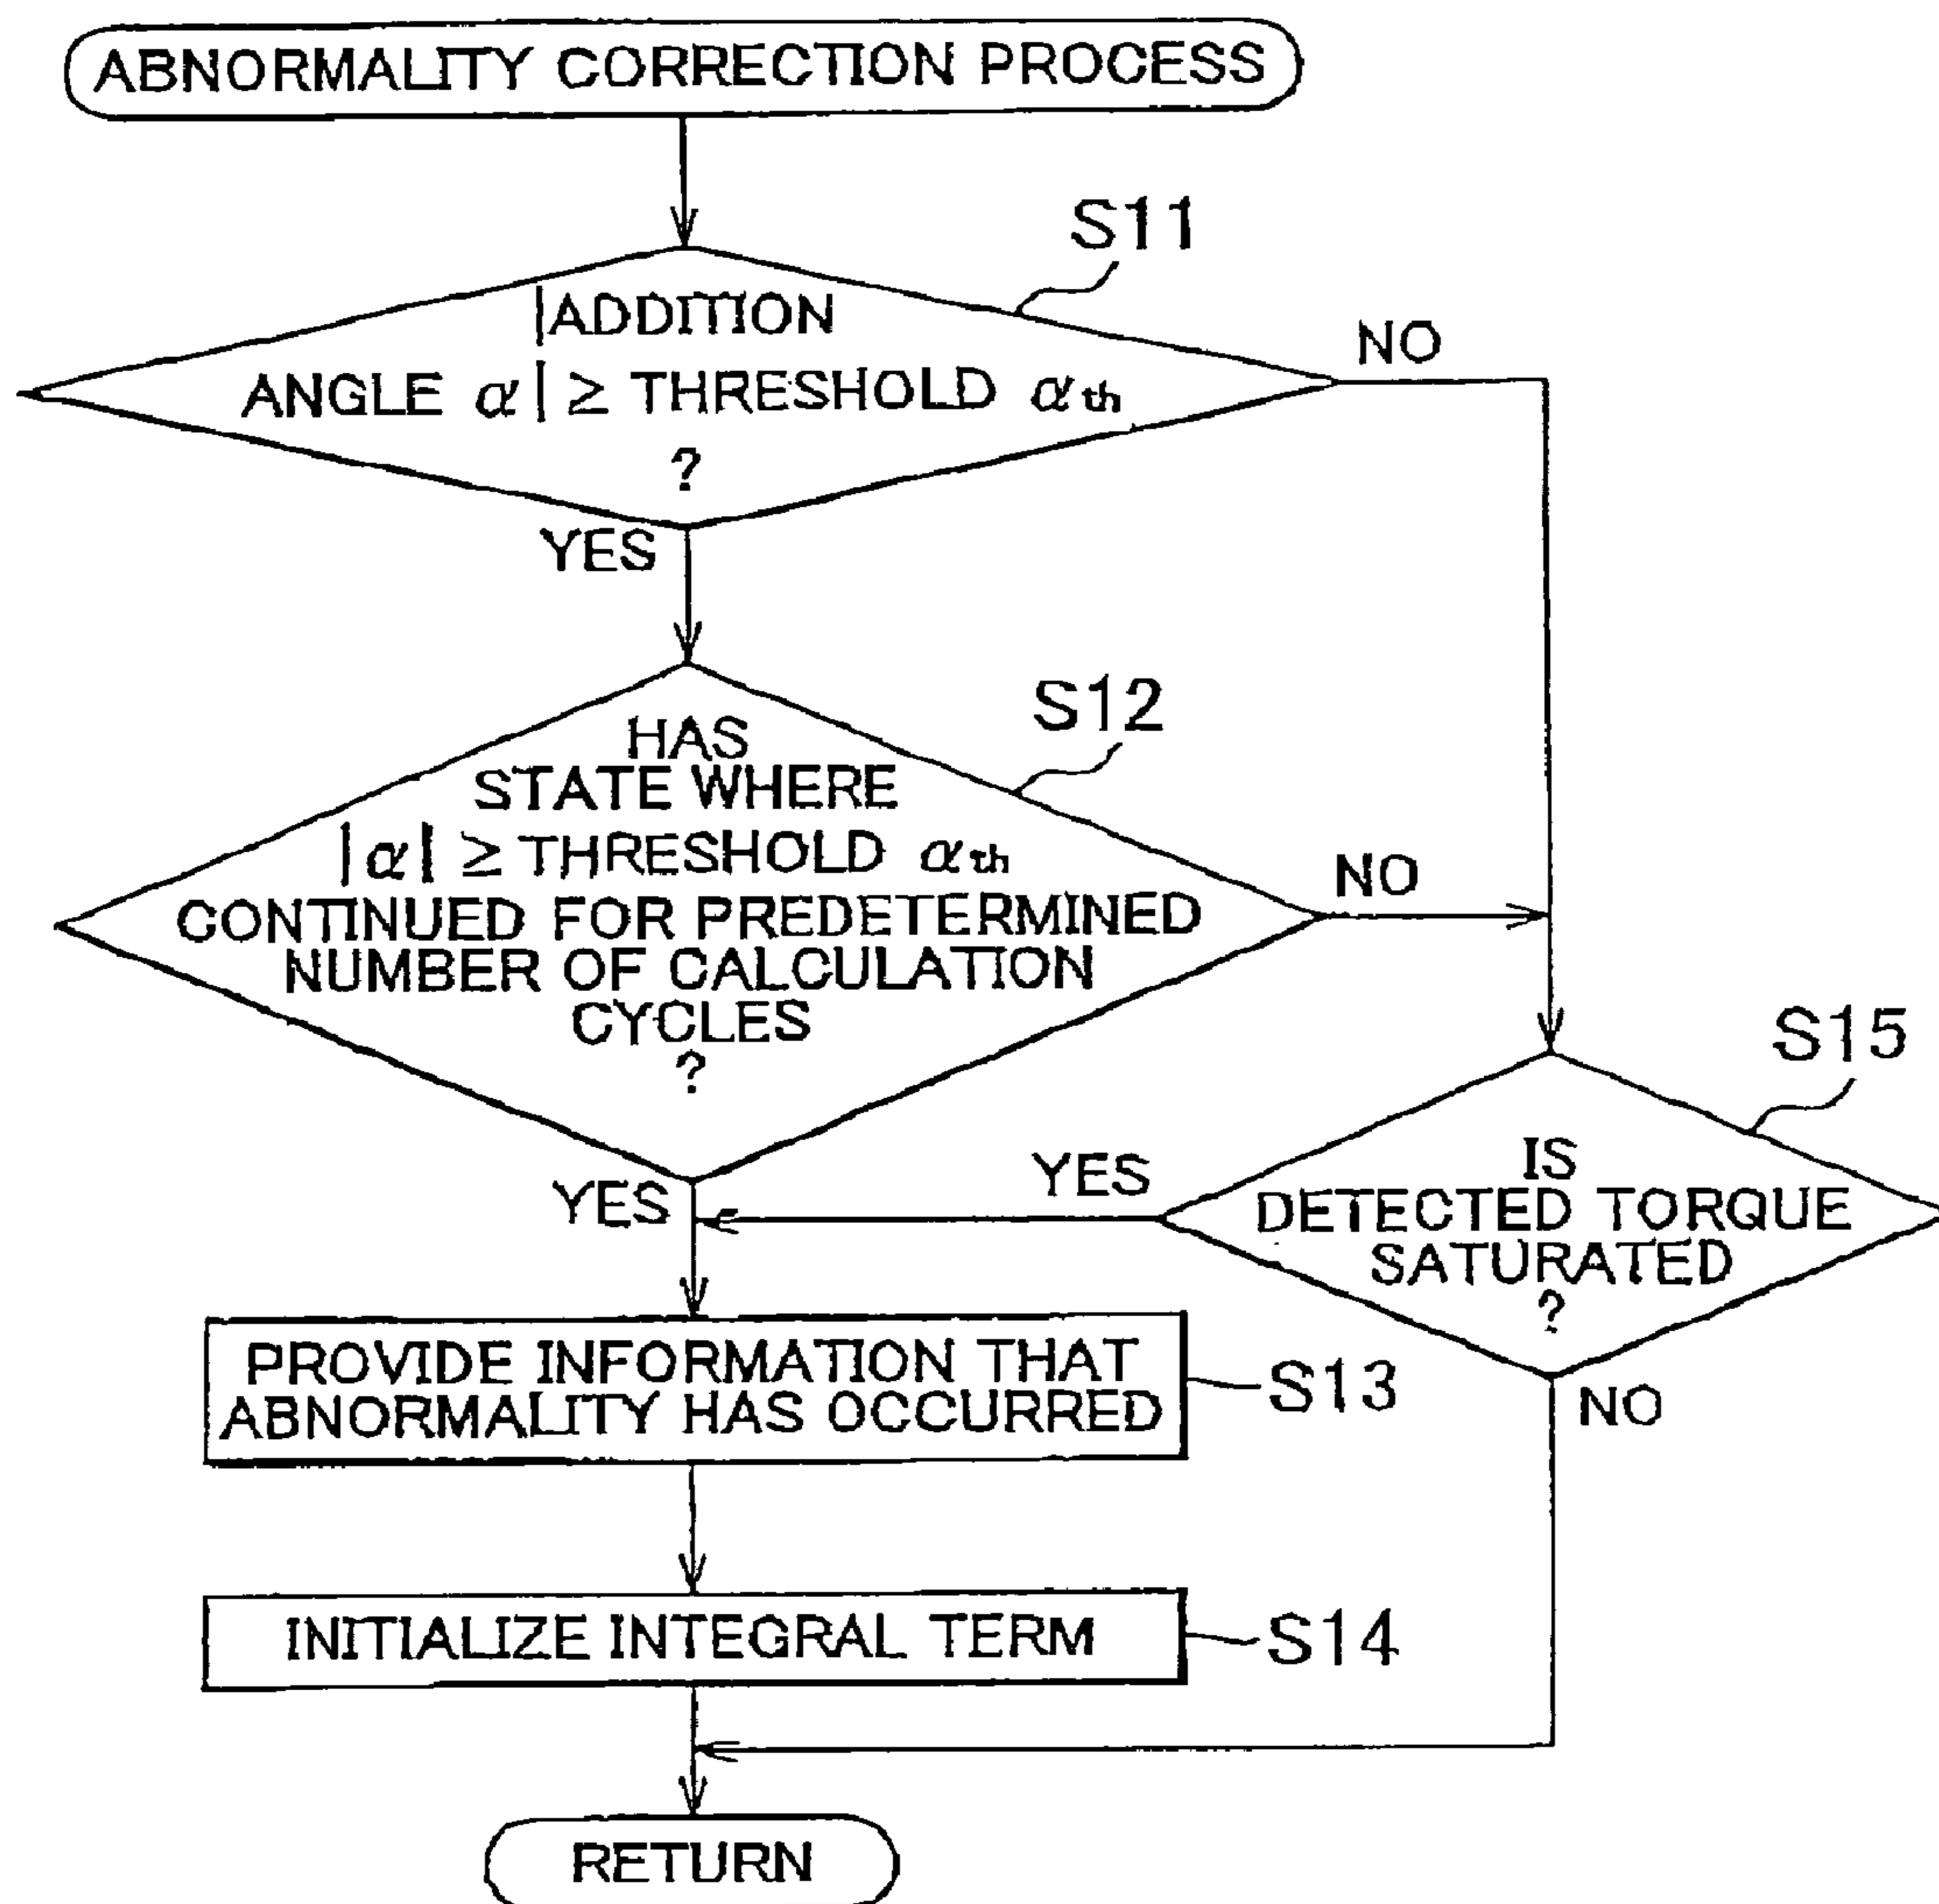 ABNORMALITY CORRECTION PROCESS
S11
|ADDITION
ANGLE α| ≥ THRESHOLD αth
?
NO
YES
S12
HAS
STATE WHERE
|α| ≥ THRESHOLD αth
CONTINUED FOR PREDETERMINED
NUMBER OF CALCULATION
CYCLES
?
NO
YES
S15
IS
DETECTED TORQUE
SATURATED
?
YES
NO
PROVIDE INFORMATION THAT
ABNORMALITY HAS OCCURRED
S13
INITIALIZE INTEGRAL TERM
S14
RETURN